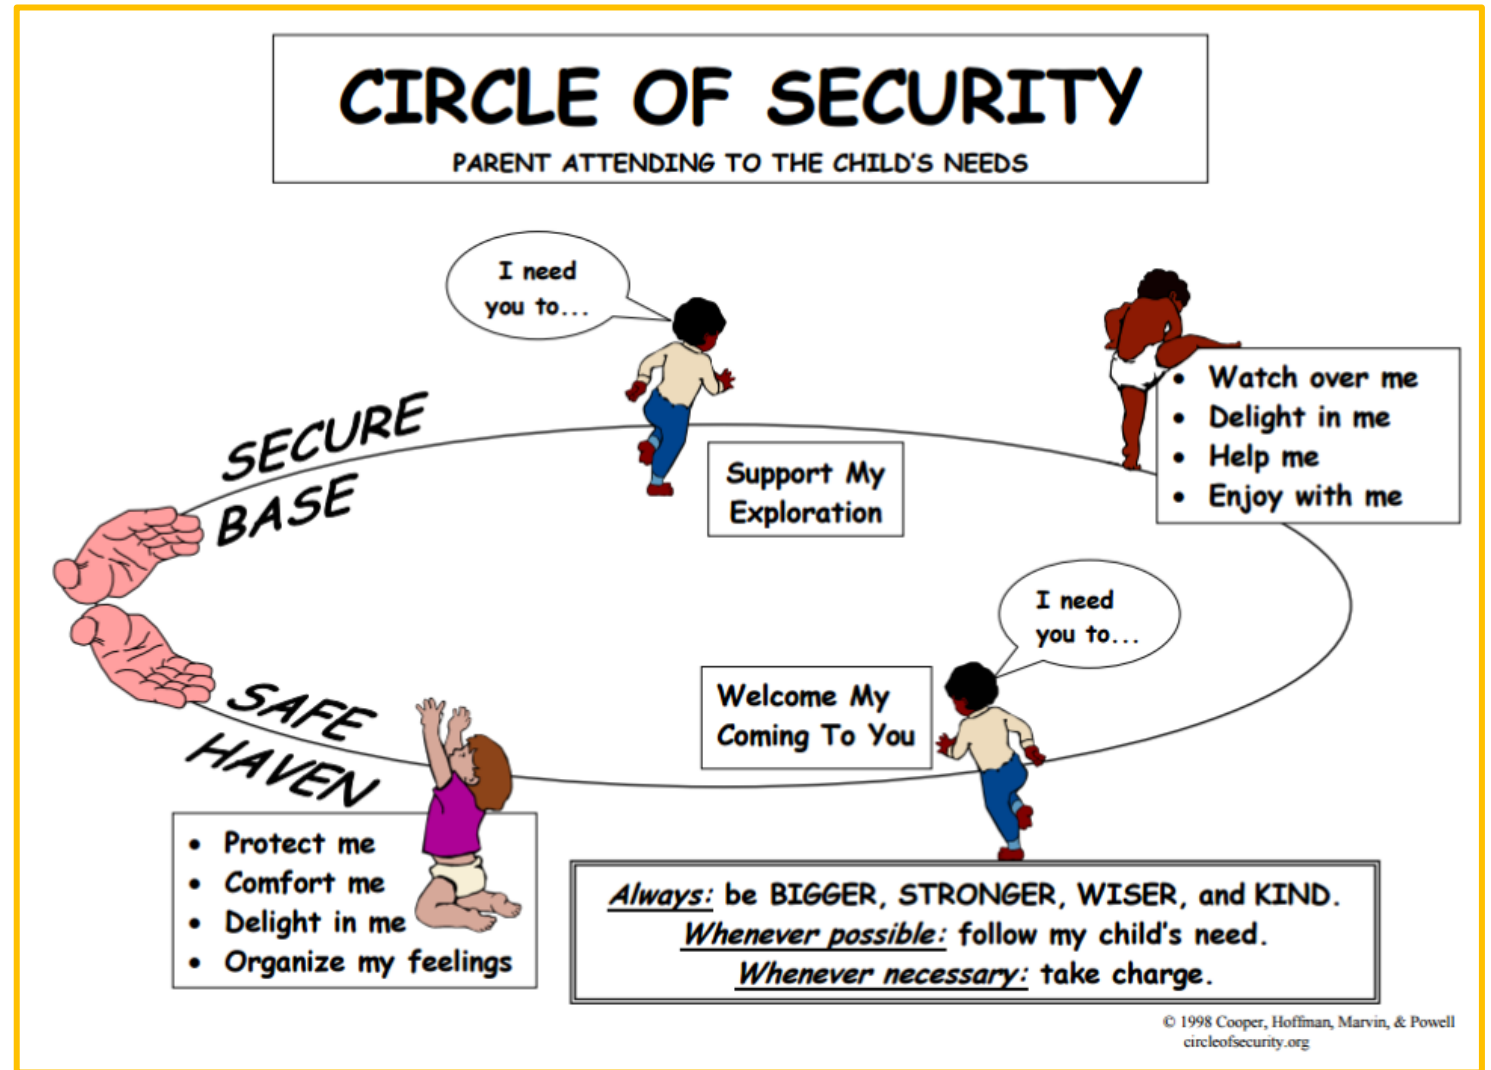 CIRCLE OF SECURITY
PARENT ATTENDING TO THE CHILD'S NEEDS
I need
you to...
SECURE
BASE
Support My
Exploration
• Watch over me
• Delight in me
• Help me
• Enjoy with me
I need
you to...
Welcome My
Coming To You
SAFE
HAVEN
• Protect me
• Comfort me
• Delight in me
• Organize my feelings
Always: be BIGGER, STRONGER, WISER, and KIND.
Whenever possible: follow my child's need.
Whenever necessary: take charge.
© 1998 Cooper, Hoffman, Marvin, & Powell
circleofsecurity.org